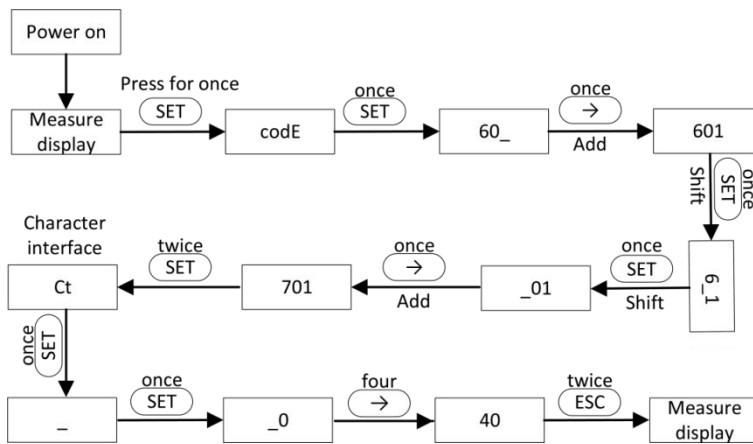 Power on
Press for once
SET
Measure
display
codE
once
SET
60_
once
→
Add
601
Shift
SET
once
6_1
once
SET
Shift
_01
once
→
Add
701
twice
SET
Character
interface
Ct
once
SET
_
once
SET
_0
four
→
40
twice
ESC
Measure
display